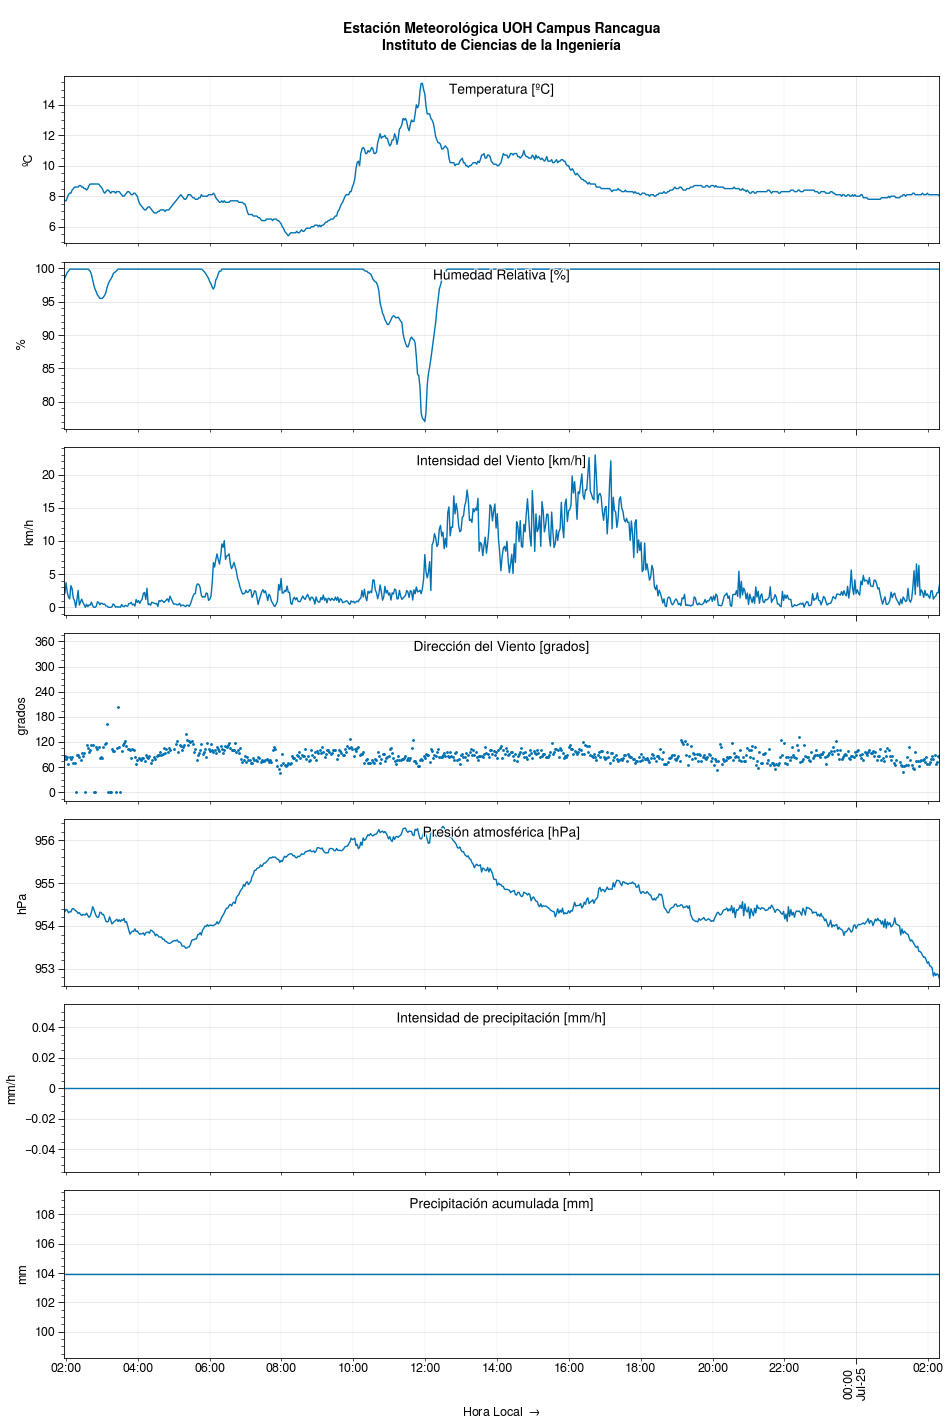 Estación Meteorológica UOH Campus Rancagua
Instituto de Ciencias de la Ingeniería
Temperatura [ºC]
ºC
14
12
10
8
6
Humedad Relativa [%]
%
100
95
90
85
80
Intensidad del Viento [km/h]
km/h
20
15
10
5
0
Dirección del Viento [grados]
grados
360
300
240
180
120
60
0
Presión atmosférica [hPa]
hPa
956
955
954
953
Intensidad de precipitación [mm/h]
mm/h
0.04
0.02
0
−0.02
−0.04
Precipitación acumulada [mm]
mm
108
106
104
102
100
02:00 04:00 06:00 08:00 10:00 12:00 14:00 16:00 18:00 20:00 22:00 00:00 02:00
Jul-25
Hora Local →